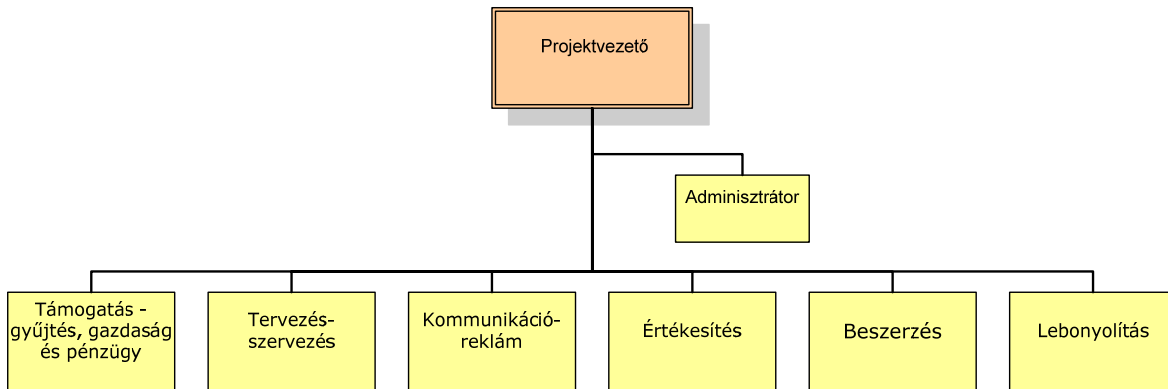 Projektvezető
Adminisztrátor
Támogatás -
gyűjtés, gazdaság
és pénzügy
Tervezés-
szervezés
Kommunikáció-
reklám
Értékesítés
Beszerzés
Lebonyolítás